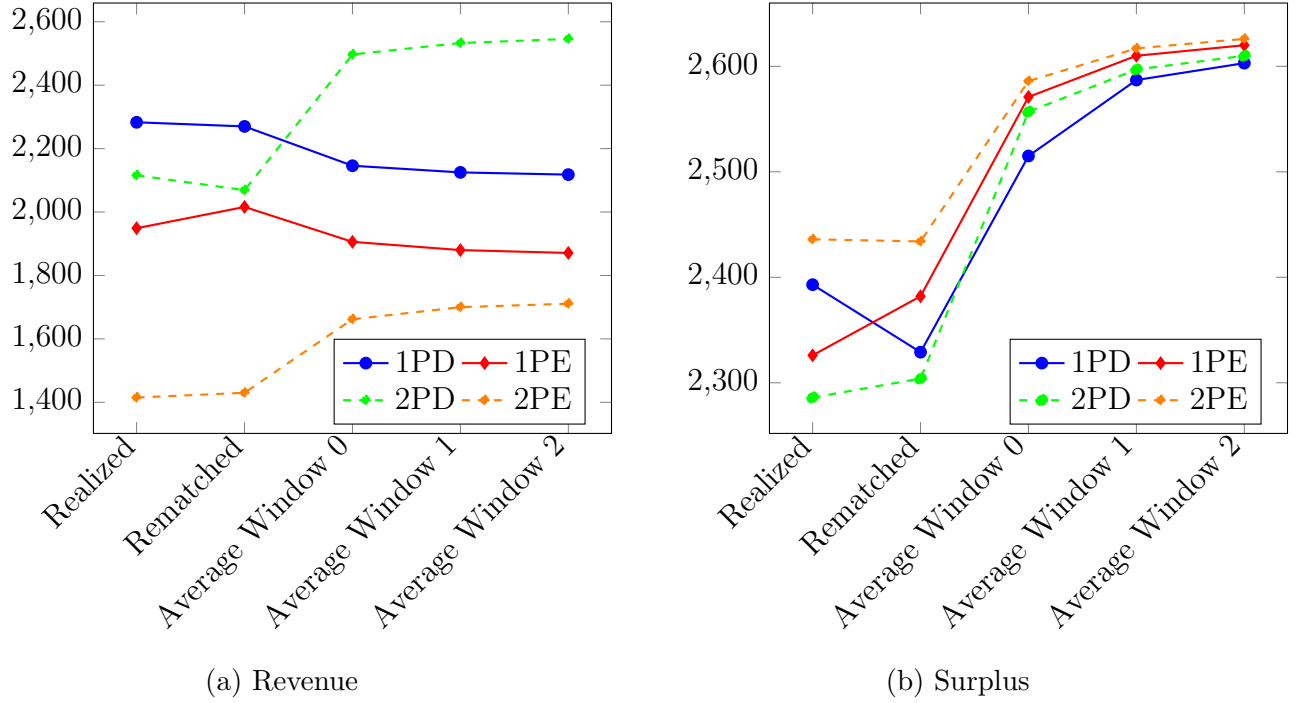 2,600
2,400
2,200
2,000
1,800
1,600
1,400
1PD 1PE
2PD 2PE
Realized
Rematched
Average Window 0
Average Window 1
Average Window 2
(a) Revenue
2,600
2,500
2,400
2,300
1PD 1PE
2PD 2PE
Realized
Rematched
Average Window 0
Average Window 1
Average Window 2
(b) Surplus